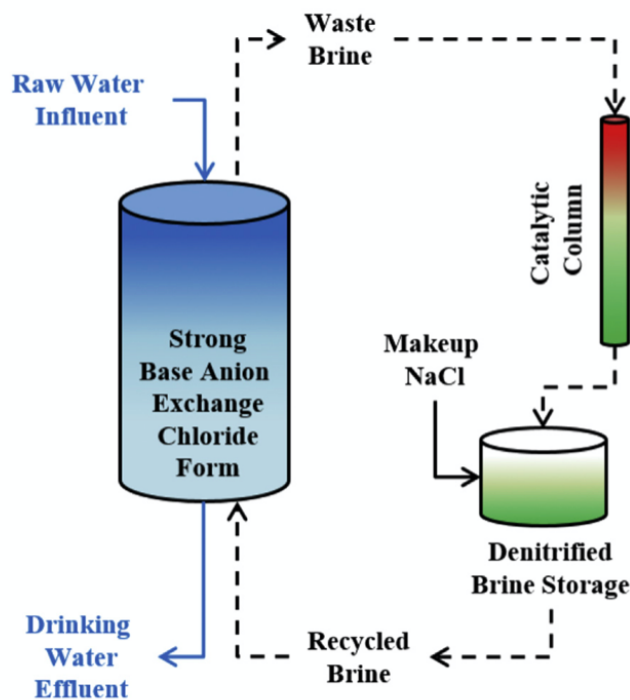 Waste
Brine
Raw Water
Influent
Catalytic
Column
Strong
Base Anion
Exchange
Chloride
Form
Makeup
NaCl
Denitrified
Brine Storage
Drinking
Water
Effluent
Recycled
Brine